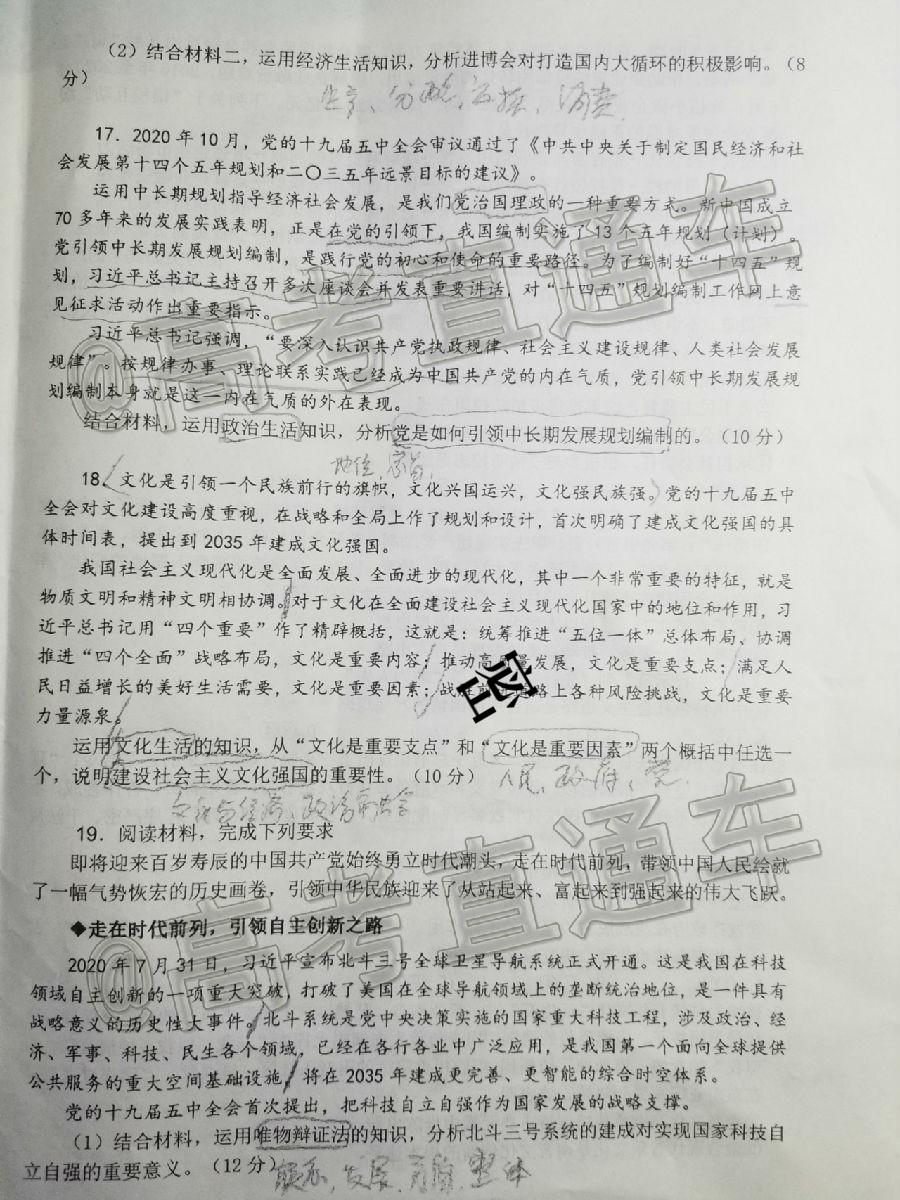 （2）结合材料二，运用经济生活知识，分析进博会对打造国内大循环的积极影响。（8
分）
生产、分配、交换、消费
17．2020 年 10 月，党的十九届五中全会审议通过了《中共中央关于制定国民经济和社
会发展第十四个五年规划和二〇三五年远景目标的建议》。
运用中长期规划指导经济社会发展，是我们党治国理政的一种重要方式。新中国成立
70 多年来的发展实践表明，正是在党的引领下，我国编制实施了 13 个五年规划（计划）。
党引领中长期发展规划编制，是践行党的初心和使命的重要路径。为了编制好“十四五”规
划，习近平总书记主持召开多次座谈会并发表重要讲话，对“十四五”规划编制工作网上意
见征求活动作出重要指示。
习近平总书记强调，“要深入认识共产党执政规律、社会主义建设规律、人类社会发展
规律”。按规律办事、理论联系实践已经成为中国共产党的内在气质，党引领中长期发展规
划编制本身就是这一内在气质的外在表现。
结合材料，运用政治生活知识，分析党是如何引领中长期发展规划编制的。（10 分）
地位、
18．文化是引领一个民族前行的旗帜，文化兴国运兴，文化强民族强。党的十九届五中
全会对文化建设高度重视，在战略和全局上作了规划和设计，首次明确了建成文化强国的具
体时间表，提出到 2035 年建成文化强国。
我国社会主义现代化是全面发展、全面进步的现代化，其中一个非常重要的特征，就是
物质文明和精神文明相协调。对于文化在全面建设社会主义现代化国家中的地位和作用，习
近平总书记用“四个重要”作了精辟概括，这就是：统筹推进“五位一体”总体布局、协调
推进“四个全面”战略布局，文化是重要内容；推动高质量发展，文化是重要支点；满足人
民日益增长的美好生活需要，文化是重要因素；战胜前进道路上各种风险挑战，文化是重要
力量源泉。
密
运用文化生活的知识，从“文化是重要支点”和“文化是重要因素”两个概括中任选一
个，说明建设社会主义文化强国的重要性。（10 分）
人民、政府、党
文化与经济、政治
19．阅读材料，完成下列要求
即将迎来百岁寿辰的中国共产党始终勇立时代潮头，走在时代前列，带领中国人民绘就
了一幅气势恢宏的历史画卷，引领中华民族迎来了从站起来、富起来到强起来的伟大飞跃。
◆走在时代前列，引领自主创新之路
2020 年 7 月 31 日，习近平宣布北斗三号全球卫星导航系统正式开通。这是我国在科技
领域自主创新的一项重大突破，打破了美国在全球导航领域上的垄断统治地位，是一件具有
战略意义的历史性大事件。北斗系统是党中央决策实施的国家重大科技工程，涉及政治、经
济、军事、科技、民生各个领域，已经在各行各业中广泛应用，是我国第一个面向全球提供
公共服务的重大空间基础设施，将在 2035 年建成更完善、更智能的综合时空体系。
党的十九届五中全会首次提出，把科技自立自强作为国家发展的战略支撑。
（1）结合材料，运用唯物辩证法的知识，分析北斗三号系统的建成对实现国家科技自
立自强的重要意义。（12 分）
联系、发展、矛盾、整体
@高考直通车
@高考直通车